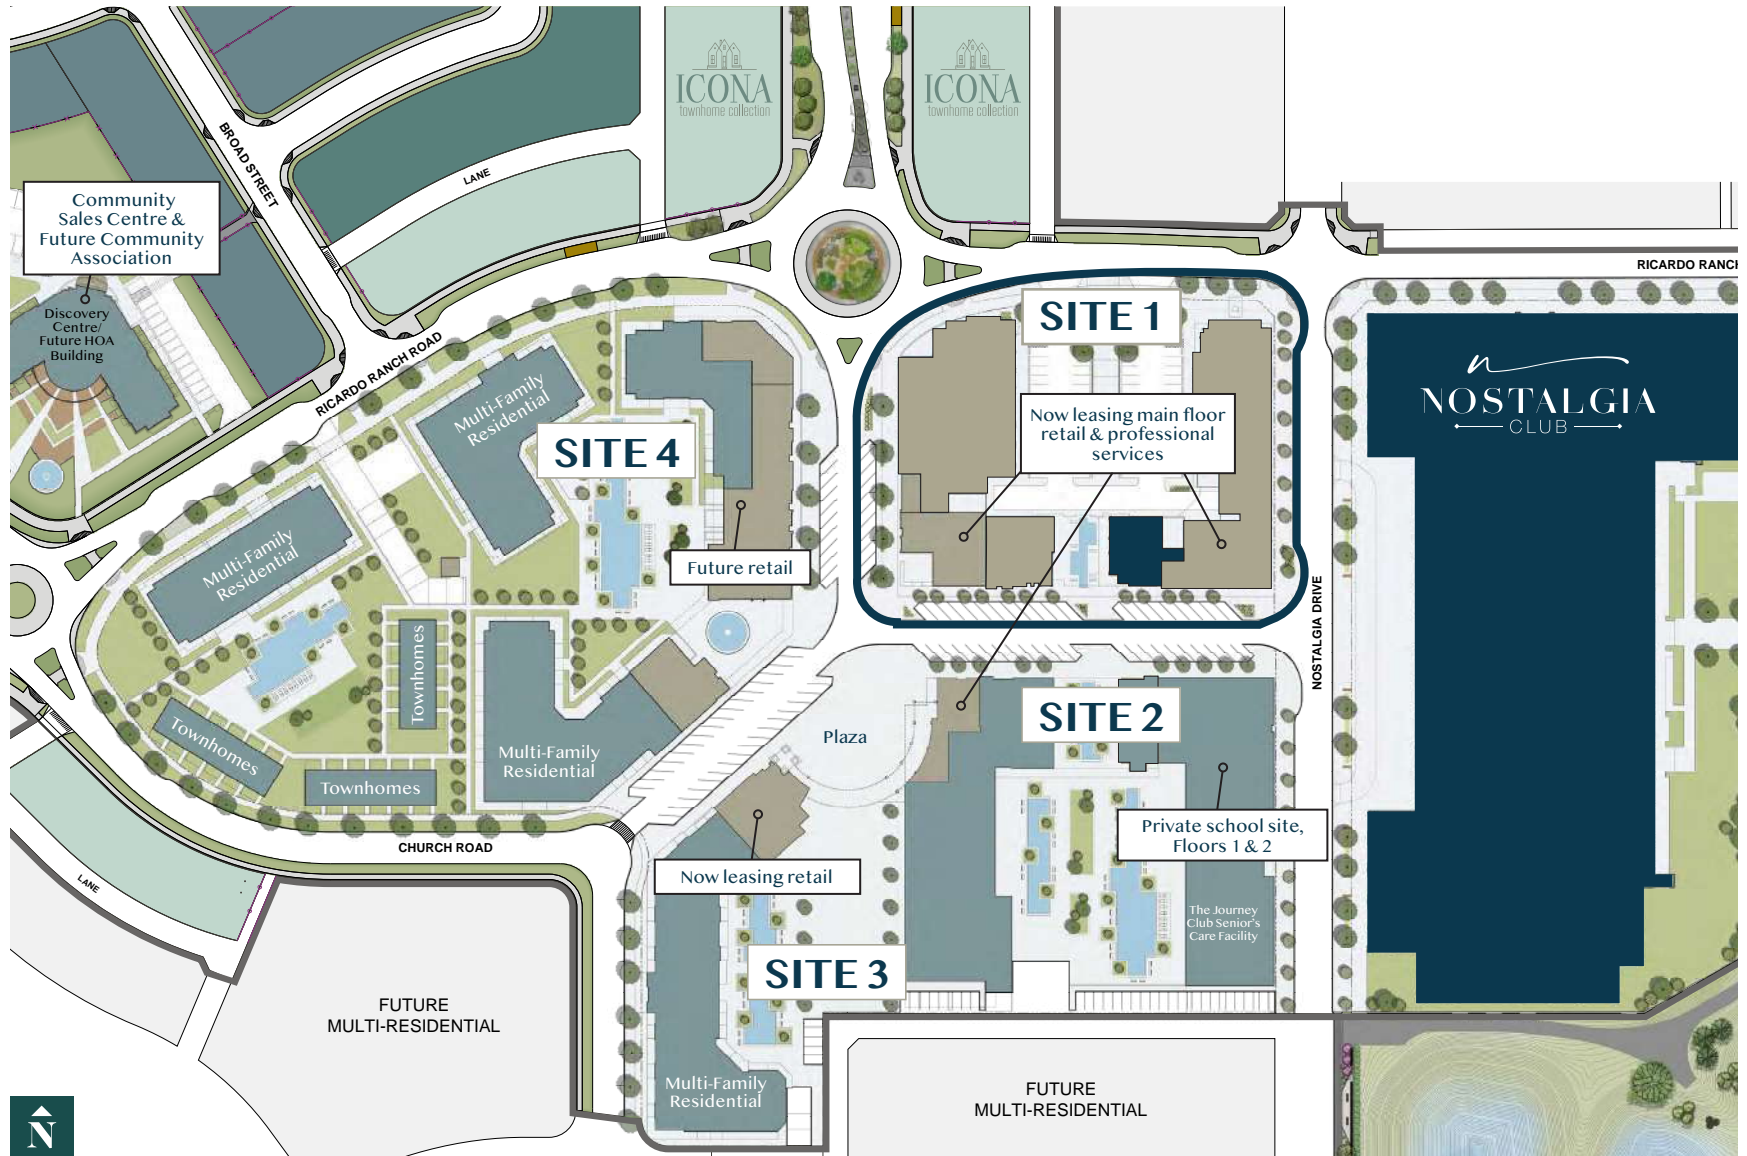 ICONA
townhome collection
ICONA
townhome collection
BROAD STREET
LANE
Community
Sales Centre &
Future Community
Association
Discovery
Centre/
Future HOA
Building
RICARDO RANCH
RICARDO RANCH ROAD
SITE 1
n
NOSTALGIA
CLUB
Multi-Family
Residential
SITE 4
Now leasing main floor
retail & professional
services
Multi-Family
Residential
Future retail
NOSTALGIA DRIVE
Townhomes
Townhomes
Townhomes
Multi-Family
Residential
Plaza
SITE 2
Private school site,
Floors 1 & 2
CHURCH ROAD
LANE
Now leasing retail
The Journey
Club Senior's
Care Facility
SITE 3
FUTURE
MULTI-RESIDENTIAL
Multi-Family
Residential
FUTURE
MULTI-RESIDENTIAL
N